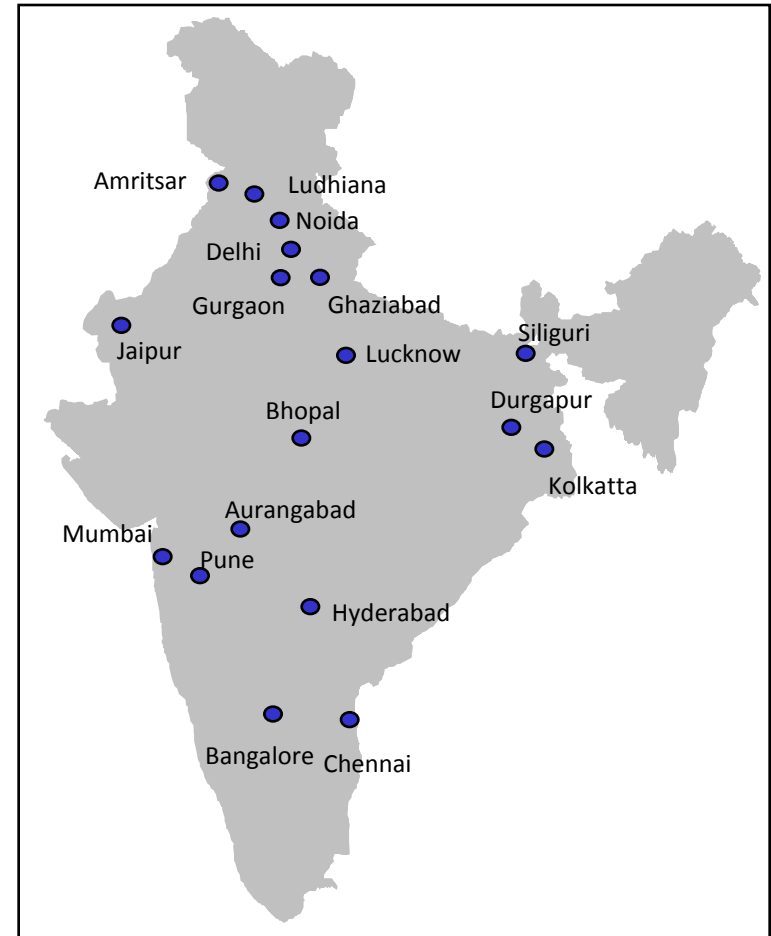 Amritsar
Ludhiana
Noida
Delhi
Gurgaon
Ghaziabad
Jaipur
Siliguri
Lucknow
Durgapur
Bhopal
Kolkatta
Aurangabad
Mumbai
Pune
Hyderabad
Bangalore
Chennai